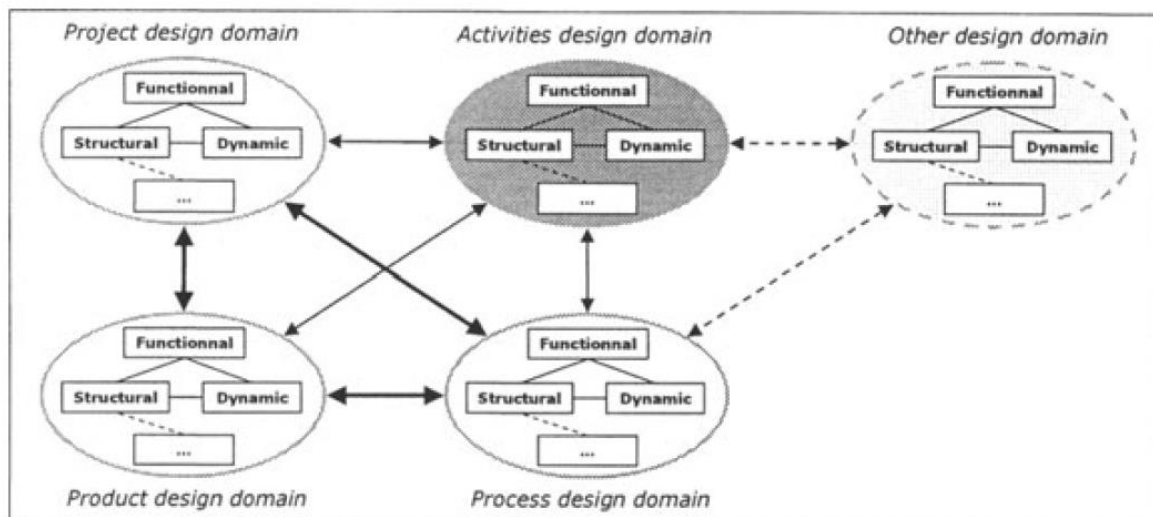 Project design domain
Activities design domain
Other design domain
Functionnal
Functionnal
Functionnal
Structural
Dynamic
Structural
Dynamic
Structural
Dynamic
...
...
...
Functionnal
Functionnal
Structural
Dynamic
Structural
Dynamic
...
...
Product design domain
Process design domain